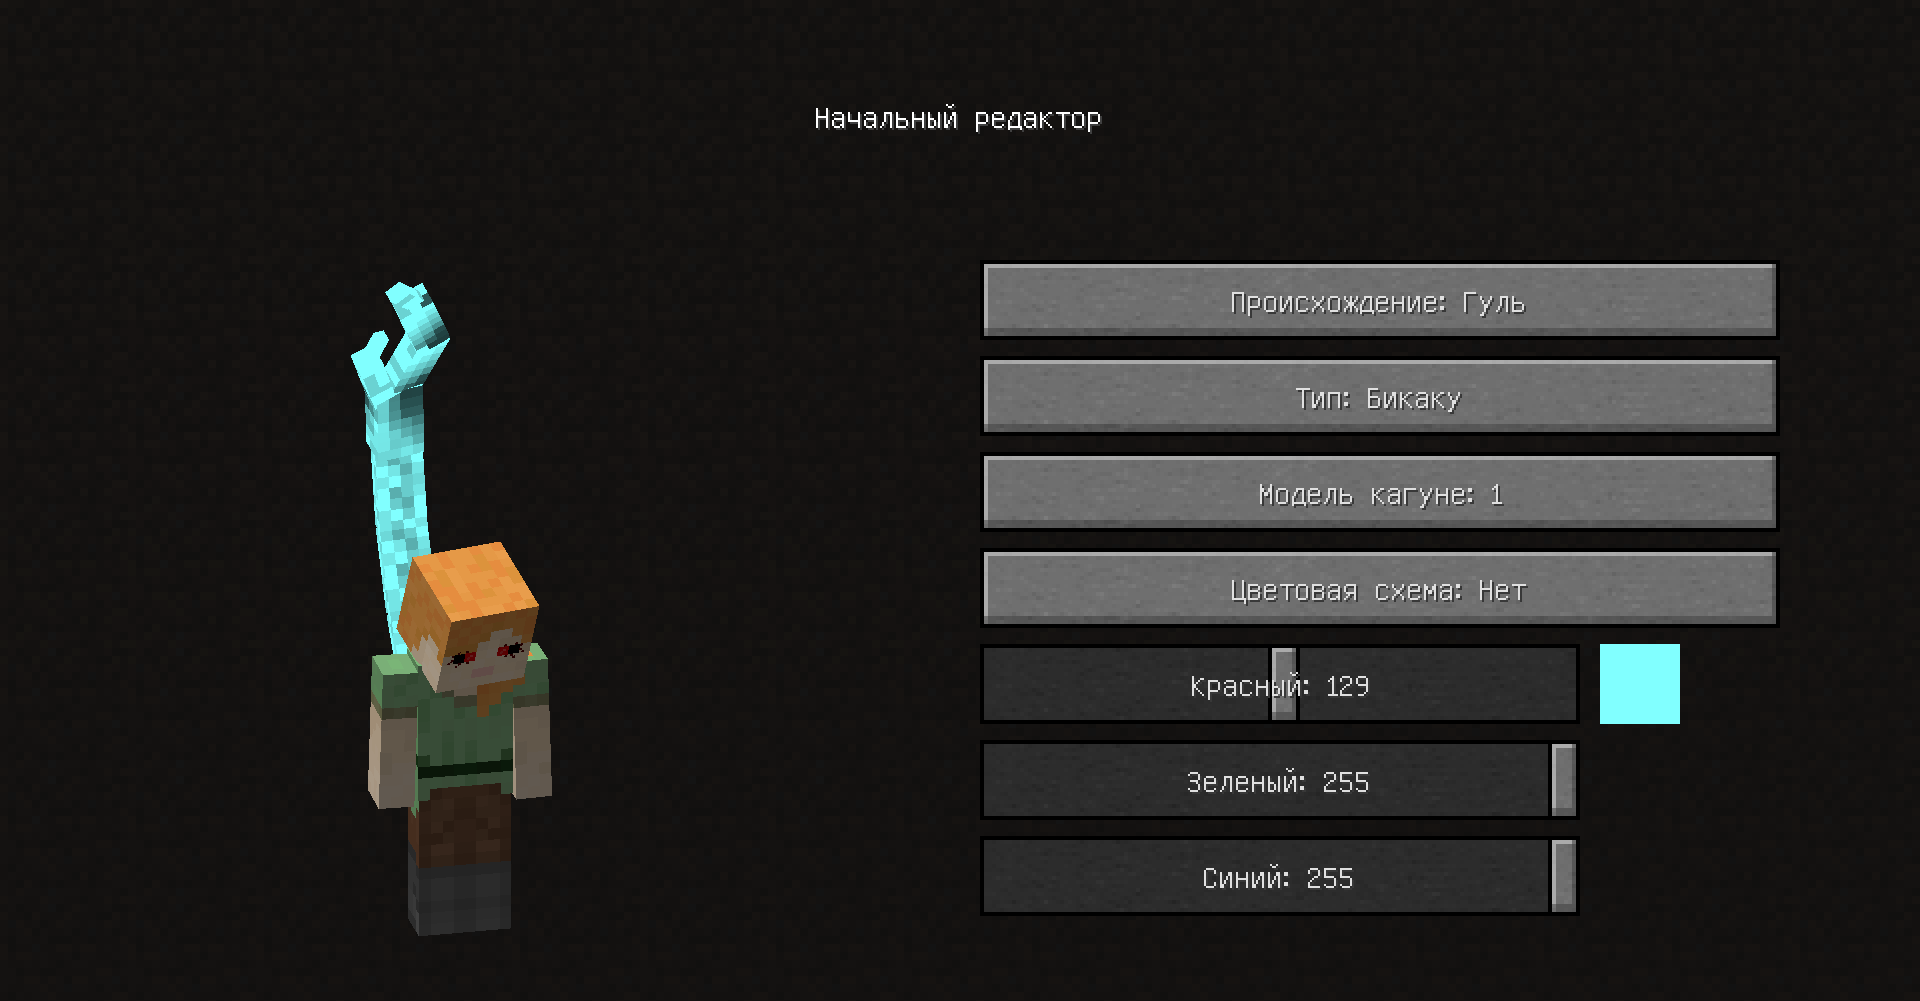 Начальный редактор
Происхождение: Гуль
Тип: Бикаку
Модель кагуне: 1
Цветовая схема: Нет
Красный: 129
Зеленый: 255
Синий: 255